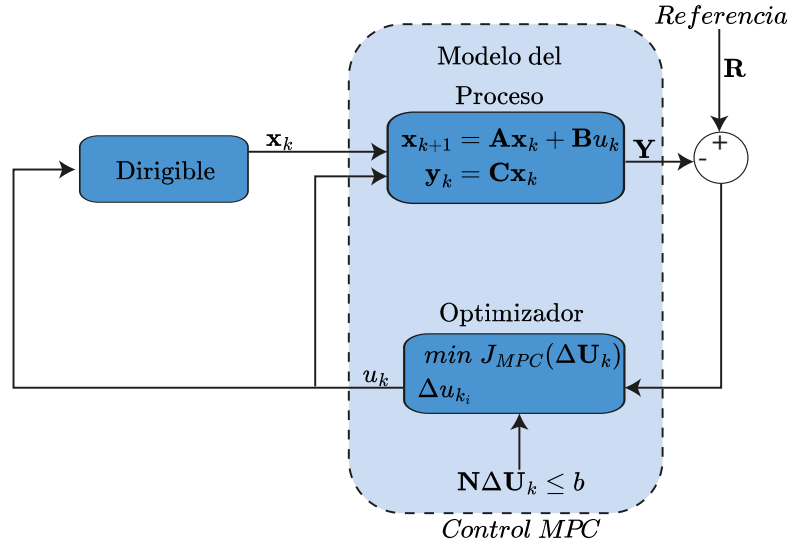 Referencia
R
Modelo del
Proceso
x_{k+1} = Ax_k + Bu_k
y_k = Cx_k
Dirigible
x_k
Y
+
-
Optimizador
min J_{MPC}(ΔU_k)
Δu_{k_i}
u_k
NΔU_k ≤ b
Control MPC